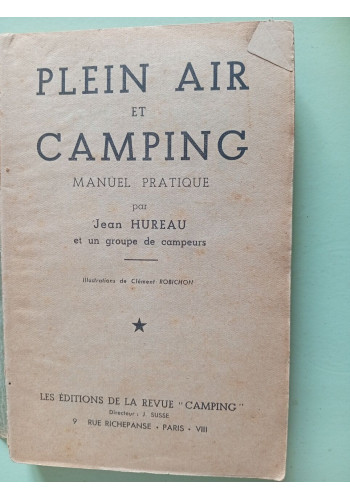 PLEIN AIR
ET
CAMPING
MANUEL PRATIQUE
par
Jean HUREAU
et un groupe de campeurs
Illustrations de Clément ROBICHON
LES ÉDITIONS DE LA REVUE "CAMPING"
Directeur : J. SUSSE
9 RUE RICHEPANSE • PARIS • VIII